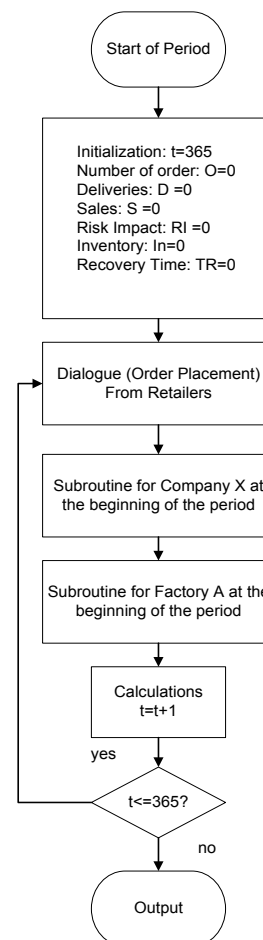 Start of Period
Initialization: t=365
Number of order: O=0
Deliveries: D =0
Sales: S =0
Risk Impact: RI =0
Inventory: In=0
Recovery Time: TR=0
Dialogue (Order Placement)
From Retailers
Subroutine for Company X at
the beginning of the period
Subroutine for Factory A at the
beginning of the period
Calculations
t=t+1
yes
t<=365?
no
Output